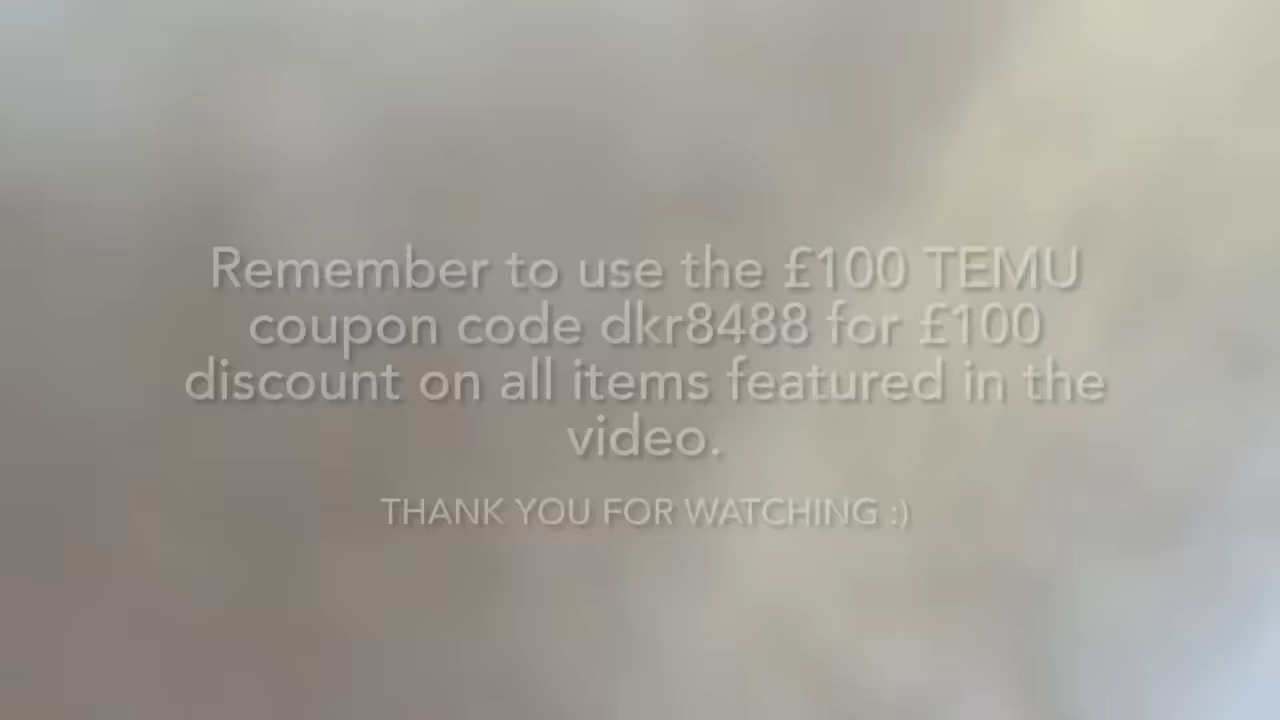 Remember to use the £100 TEMU
coupon code dkr8488 for £100
discount on all items featured in the
video.
THANK YOU FOR WATCHING :)